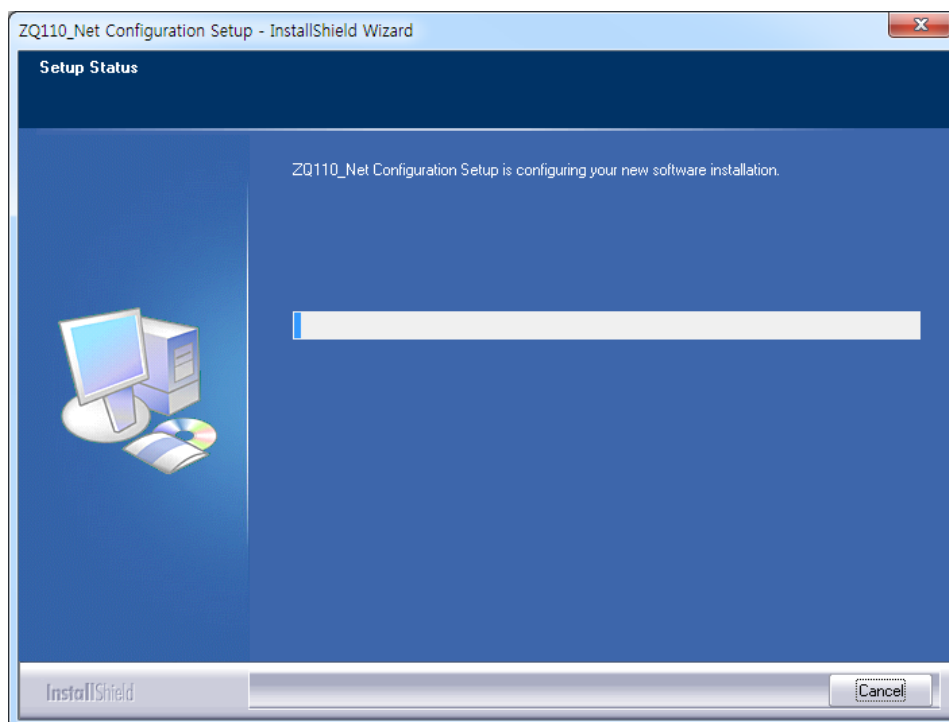 ZQ110_Net Configuration Setup - InstallShield Wizard
Setup Status
ZQ110_Net Configuration Setup is configuring your new software installation.
InstallShield
Cancel